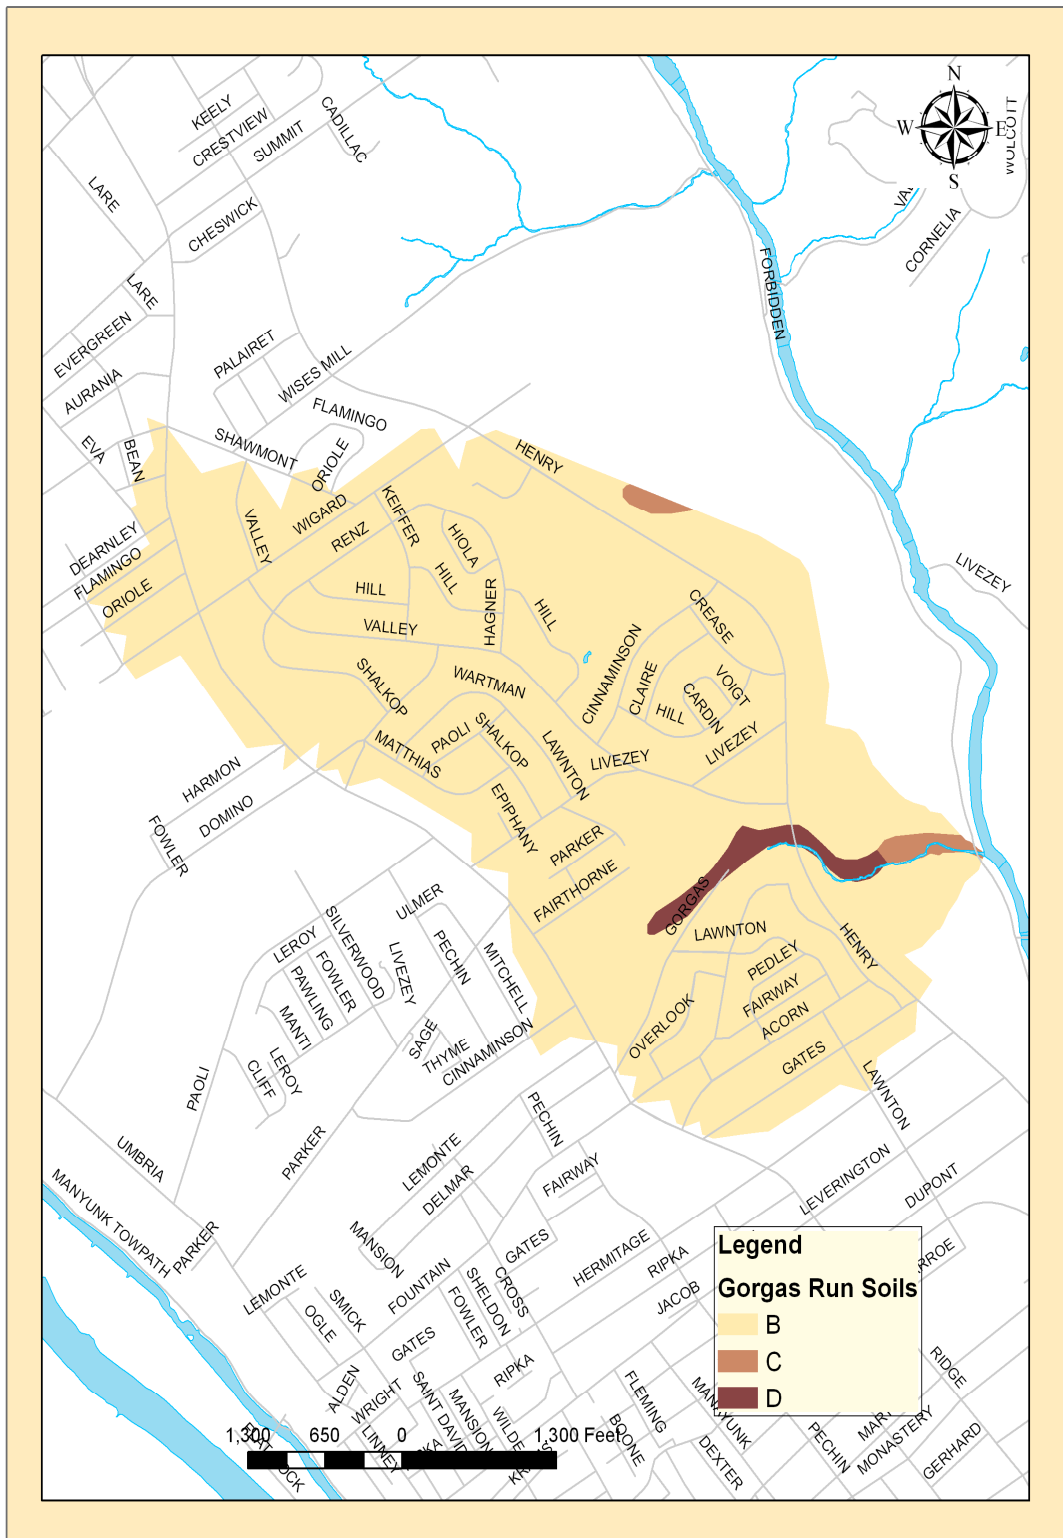 N
W
E
S
WOLCOTT
KEELY
CRESTVIEW
SUMMIT
CADILLAC
LARE
CHESWICK
CORNELIA
FORBIDDEN
LARE
EVERGREEN
PALAIRET
WISES MILL
AURANIA
FLAMINGO
SHAWMONT
ORIOLE
EVA
BEAN
HENRY
KEIFFER
WIGARD
RENZ
VALLEY
HIOLA
DEARNLEY
FLAMINGO
ORIOLE
LIVEZEY
HILL
HILL
HAGNER
HILL
CREASE
VALLEY
CINNAMINSON
SHALKOP
WARTMAN
CLAIRE
VOIGT
CARDIN
HILL
SHALKOP
PAOLI
MATTHIAS
LAWNTON
LIVEZEY
LIVEZEY
HARMON
DOMINO
EPIPHANY
FOWLER
PARKER
FAIRTHORNE
GORGAS
ULMER
SILVERWOOD
LEROY
LIVEZEY
PECHIN
MITCHELL
LAWNTON
HENRY
PEDLEY
FOWLER
PAWLING
FAIRWAY
ACORN
MANTI
SAGE
OVERLOOK
THYME
CINNAMINSON
GATES
LEROY
CLIFF
PAOLI
LAWNTON
PECHIN
PARKER
UMBRIA
LEMONTE
FAIRWAY
LEVERINGTON
DELMAR
DUPONT
MANYUNK TOWPATH
PARKER
MANSION
GATES
HERMITAGE
RIPKA
FOUNTAIN
CROSS
SHELDON
LEMONTE
JACOB
SMICK
OGLE
FOWLER
GATES
RIPKA
ALDEN
WRIGHT
SAINT DAVID
MANSION
LINNEY
FLEMING
BOONE
MANAYUNK
DEXTER
PECHIN
MONASTERY
GERHARD
RIDGE
Legend
Gorgas Run Soils
B
C
D
1,300 650 0 1,300 Feet